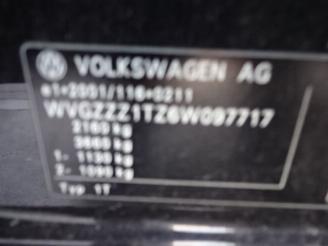 VOLKSWAGEN AG
e1*2001/116*0211
WVGZZZ1TZ6W097717
2160 kg
3660 kg
1- 1130 kg
2- 1090 kg
Typ 1T